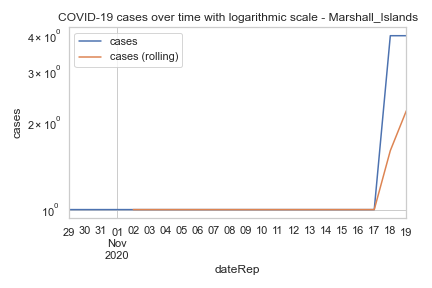 COVID-19 cases over time with logarithmic scale - Marshall_Islands
cases
cases (rolling)
4 × 10⁰
3 × 10⁰
2 × 10⁰
10⁰
cases
29 30 31 01 02 03 04 05 06 07 08 09 10 11 12 13 14 15 16 17 18 19
Nov
2020
dateRep